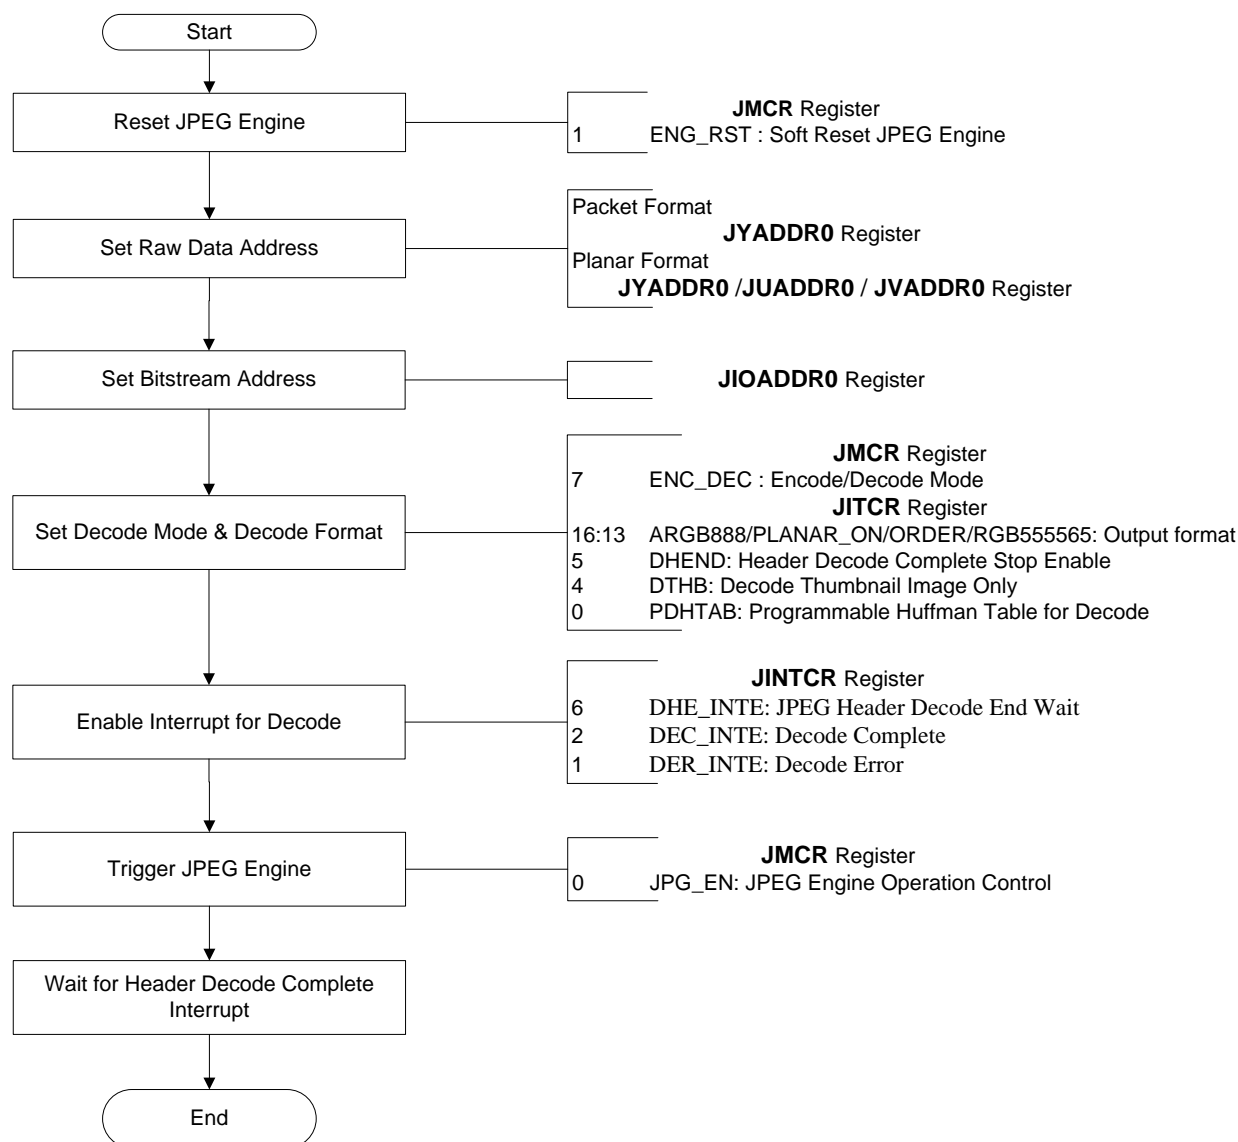 Start
Reset JPEG Engine
JMCR Register
1 ENG_RST : Soft Reset JPEG Engine
Set Raw Data Address
Packet Format
JYADDR0 Register
Planar Format
JYADDR0 /JUADDR0 / JVADDR0 Register
Set Bitstream Address
JIOADDR0 Register
Set Decode Mode & Decode Format
JMCR Register
7 ENC_DEC : Encode/Decode Mode
JITCR Register
16:13 ARGB888/PLANAR_ON/ORDER/RGB555565: Output format
5 DHEND: Header Decode Complete Stop Enable
4 DTHB: Decode Thumbnail Image Only
0 PDHTAB: Programmable Huffman Table for Decode
Enable Interrupt for Decode
JINTCR Register
6 DHE_INTE: JPEG Header Decode End Wait
2 DEC_INTE: Decode Complete
1 DER_INTE: Decode Error
Trigger JPEG Engine
JMCR Register
0 JPG_EN: JPEG Engine Operation Control
Wait for Header Decode Complete
Interrupt
End